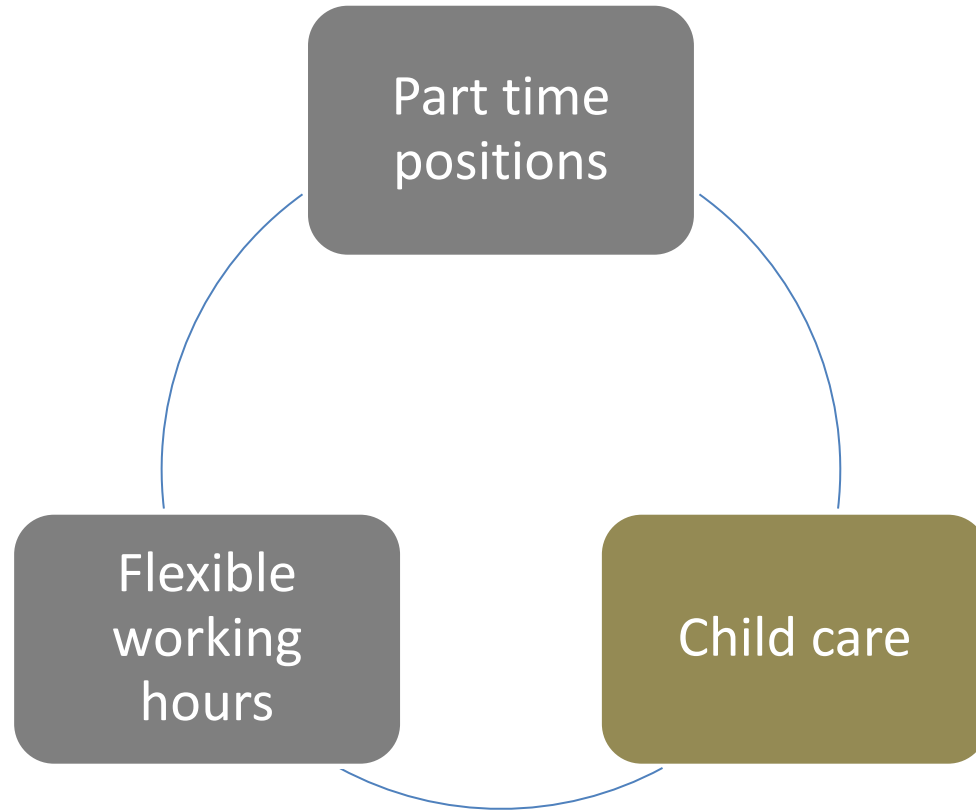 Part time
positions
Flexible
working
hours
Child care